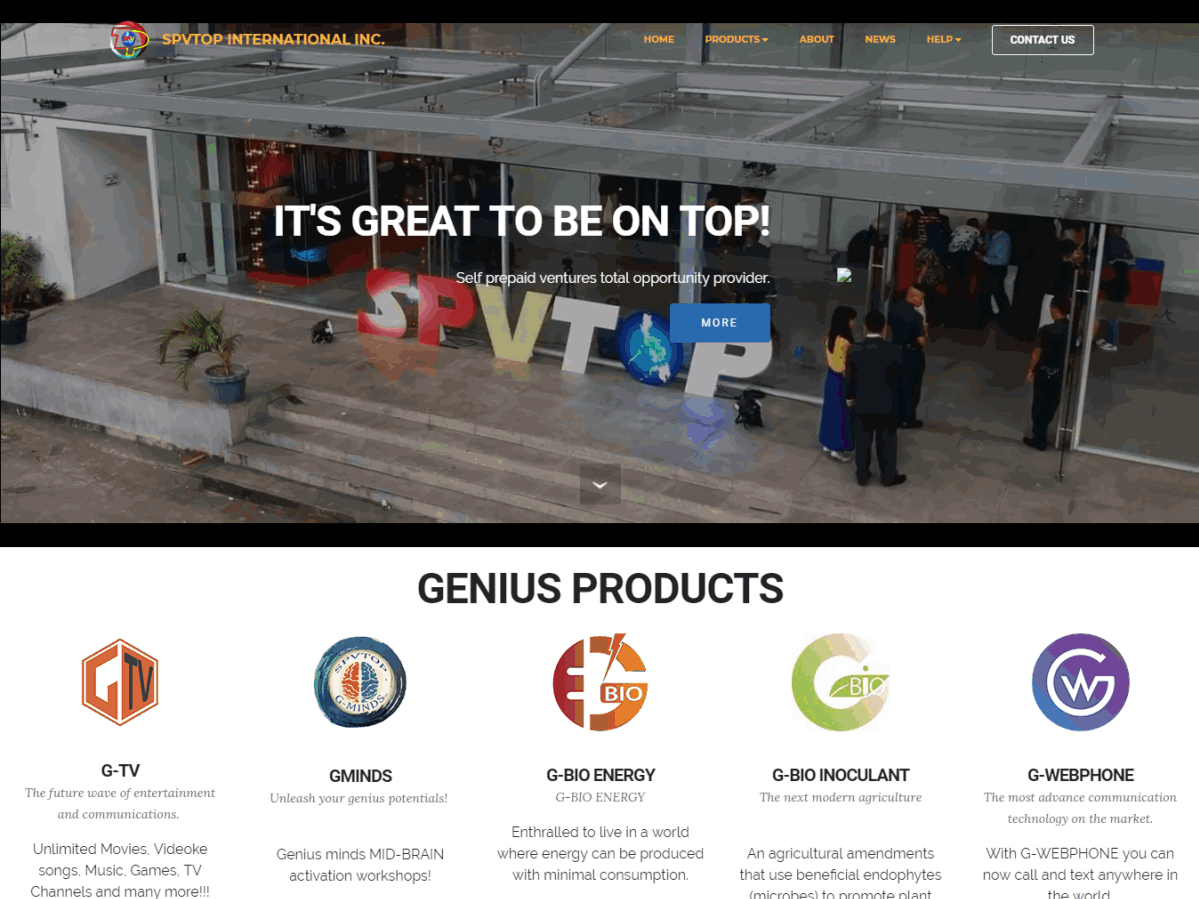 SPVTOP INTERNATIONAL INC.
HOME PRODUCTS ABOUT NEWS HELP CONTACT US
IT'S GREAT TO BE ON TOP!
Self prepaid ventures total opportunity provider.
SPVTOP
MORE
GENIUS PRODUCTS
G TV
SPVTOP
G-MINDS
BIO
BIO
GW
G-TV
The future wave of entertainment
and communications.
Unlimited Movies, Videoke
songs, Music, Games, TV
Channels and many more!!!
GMINDS
Unleash your genius potentials!
Genius minds MID-BRAIN
activation workshops!
G-BIO ENERGY
G-BIO ENERGY
Enthralled to live in a world
where energy can be produced
with minimal consumption.
G-BIO INOCULANT
The next modern agriculture
An agricultural amendments
that use beneficial endophytes
(microbes) to promote plant
G-WEBPHONE
The most advance communication
technology on the market.
With G-WEBPHONE you can
now call and text anywhere in
the world